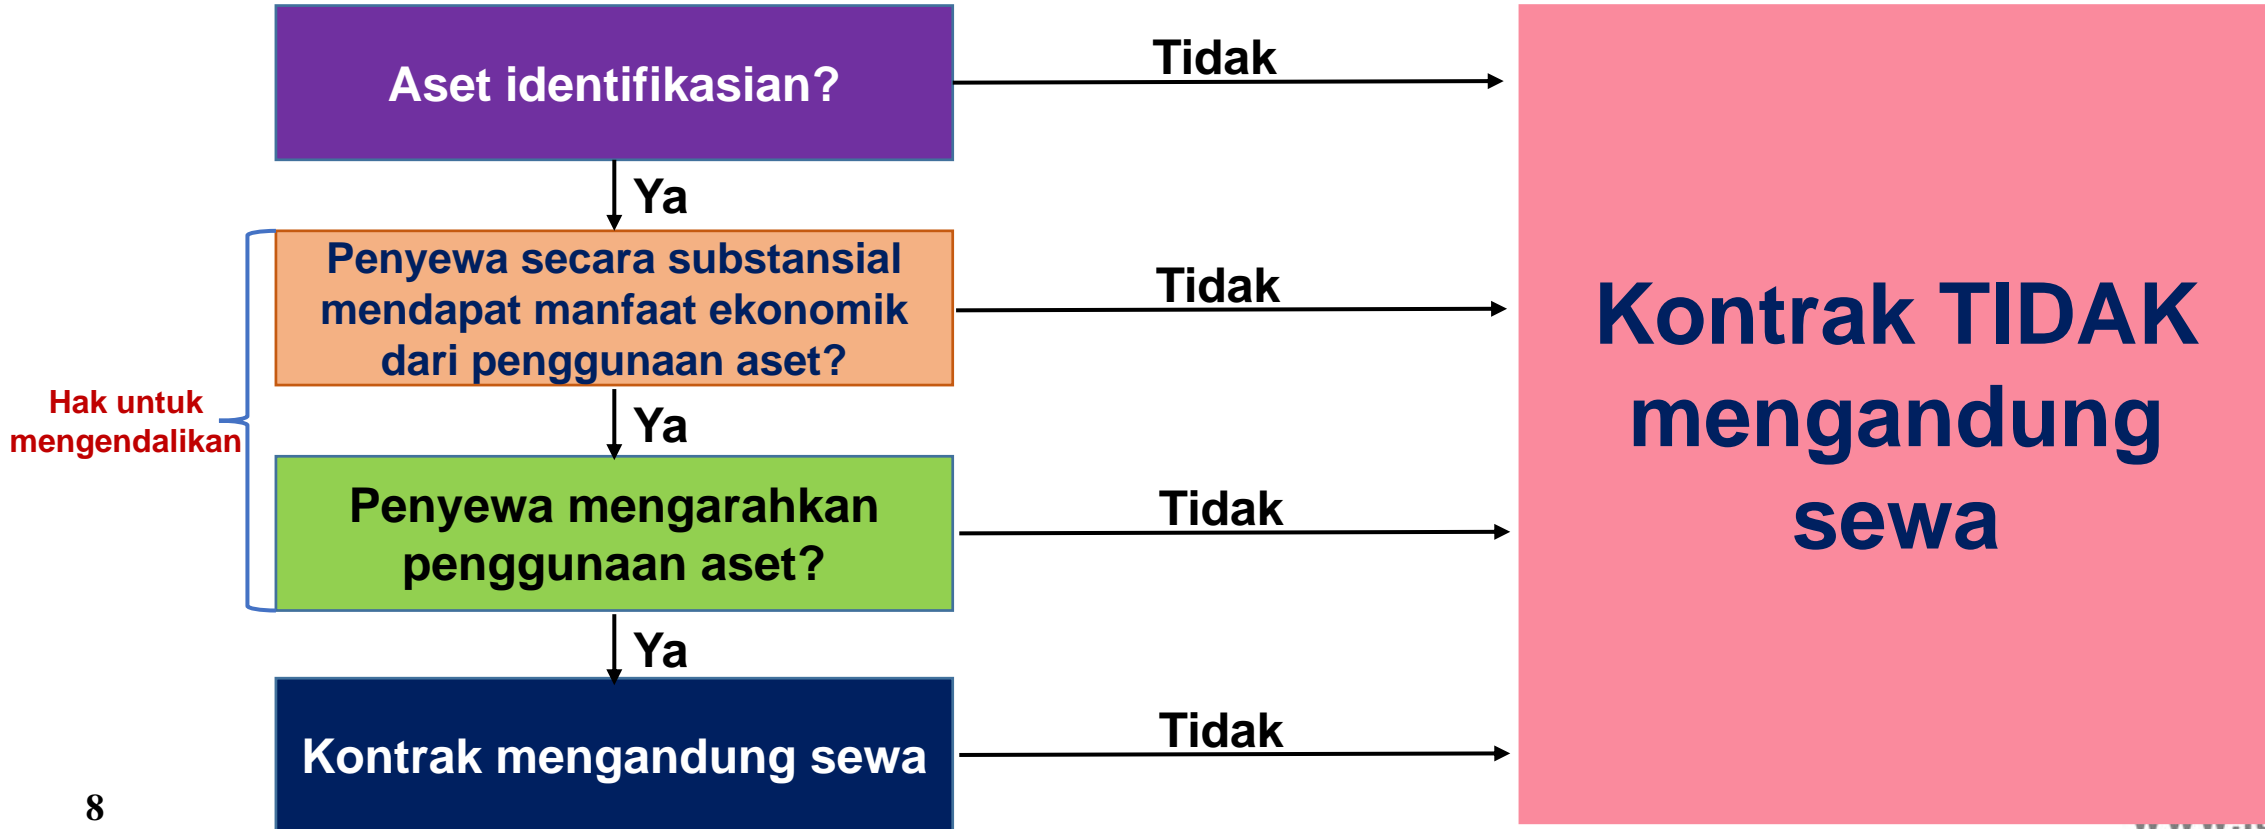 Aset identifikasian?
Tidak
Ya
Penyewa secara substansial
mendapat manfaat ekonomik
dari penggunaan aset?
Tidak
Hak untuk
mengendalikan
Ya
Penyewa mengarahkan
penggunaan aset?
Tidak
Ya
Kontrak mengandung sewa
Tidak
Kontrak TIDAK
mengandung
sewa
8